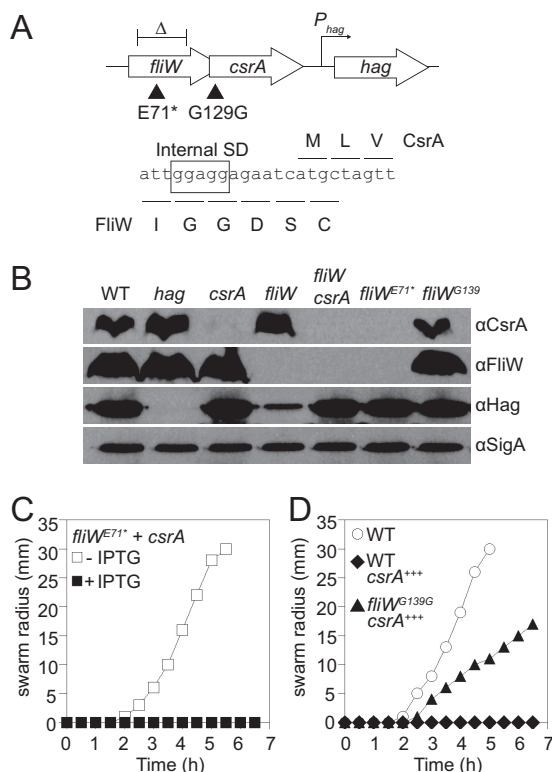 A
P hag
Δ
fliW csrA hag
E71* G129G
M L V CsrA
Internal SD
attggaggagaatcatgctagtt
FliW I G G D S C
B
WT hag csrA fliW fliW csrA fliW^E71* fliW^G139
αCsrA
αFliW
αHag
αSigA
C
fliW^E71* + csrA
- IPTG
+ IPTG
swarm radius (mm)
35
30
25
20
15
10
5
0
0 1 2 3 4 5 6 7
Time (h)
D
WT
WT
csrA+++
fliW^G139G
csrA+++
swarm radius (mm)
35
30
25
20
15
10
5
0
0 1 2 3 4 5 6 7
Time (h)